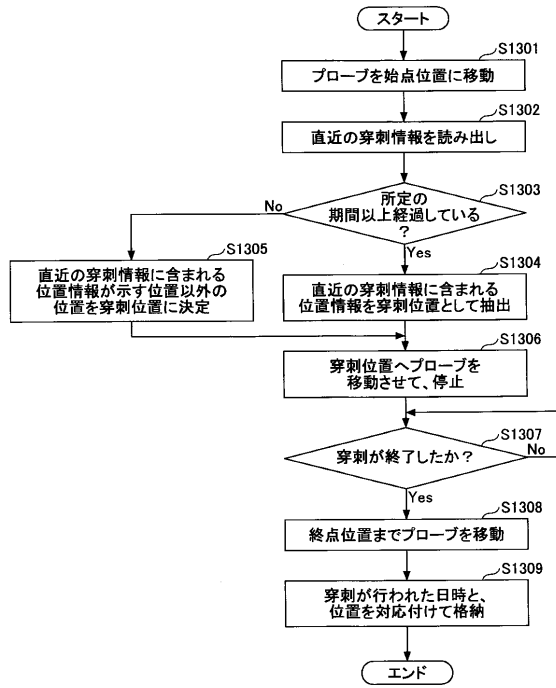 スタート
S1301
プローブを始点位置に移動
S1302
直近の穿刺情報を読み出し
S1303
所定の
期間以上経過している
?
No
Yes
S1305
直近の穿刺情報に含まれる
位置情報が示す位置以外の
位置を穿刺位置に決定
S1304
直近の穿刺情報に含まれる
位置情報を穿刺位置として抽出
S1306
穿刺位置へプローブを
移動させて、停止
S1307
穿刺が終了したか?
No
Yes
S1308
終点位置までプローブを移動
S1309
穿刺が行われた日時と、
位置を対応付けて格納
エンド